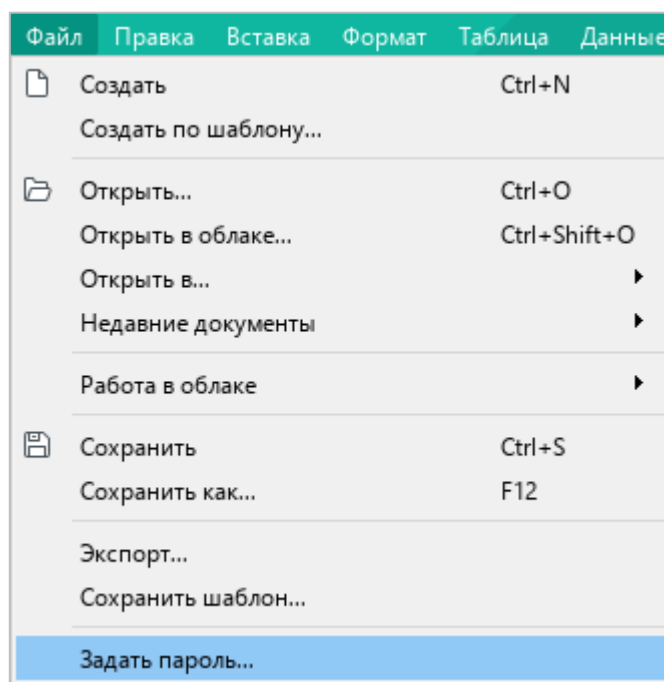 Файл Правка Вставка Формат Таблица Данные
Создать Ctrl+N
Создать по шаблону...
Открыть... Ctrl+O
Открыть в облаке... Ctrl+Shift+O
Открыть в...
Недавние документы
Работа в облаке
Сохранить Ctrl+S
Сохранить как... F12
Экспорт...
Сохранить шаблон...
Задать пароль...